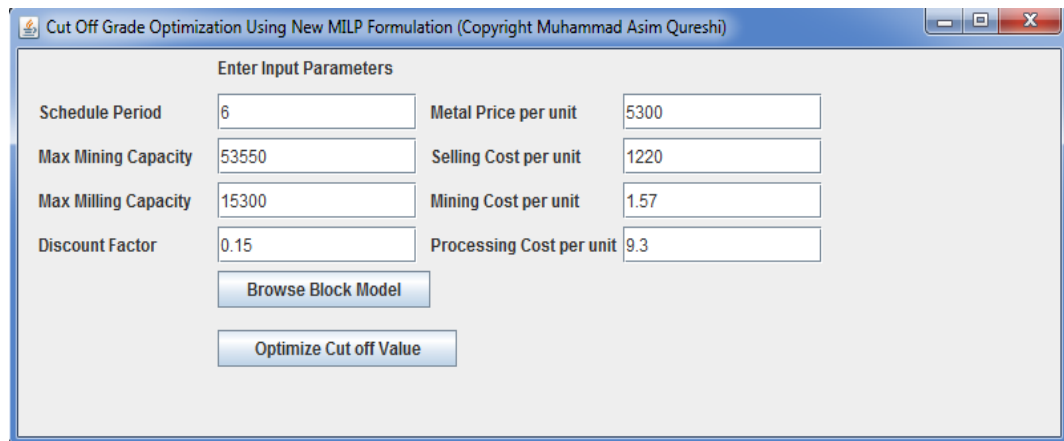 Cut Off Grade Optimization Using New MILP Formulation (Copyright Muhammad Asim Qureshi)
Enter Input Parameters
Schedule Period 6 Metal Price per unit 5300
Max Mining Capacity 53550 Selling Cost per unit 1220
Max Milling Capacity 15300 Mining Cost per unit 1.57
Discount Factor 0.15 Processing Cost per unit 9.3
Browse Block Model
Optimize Cut off Value